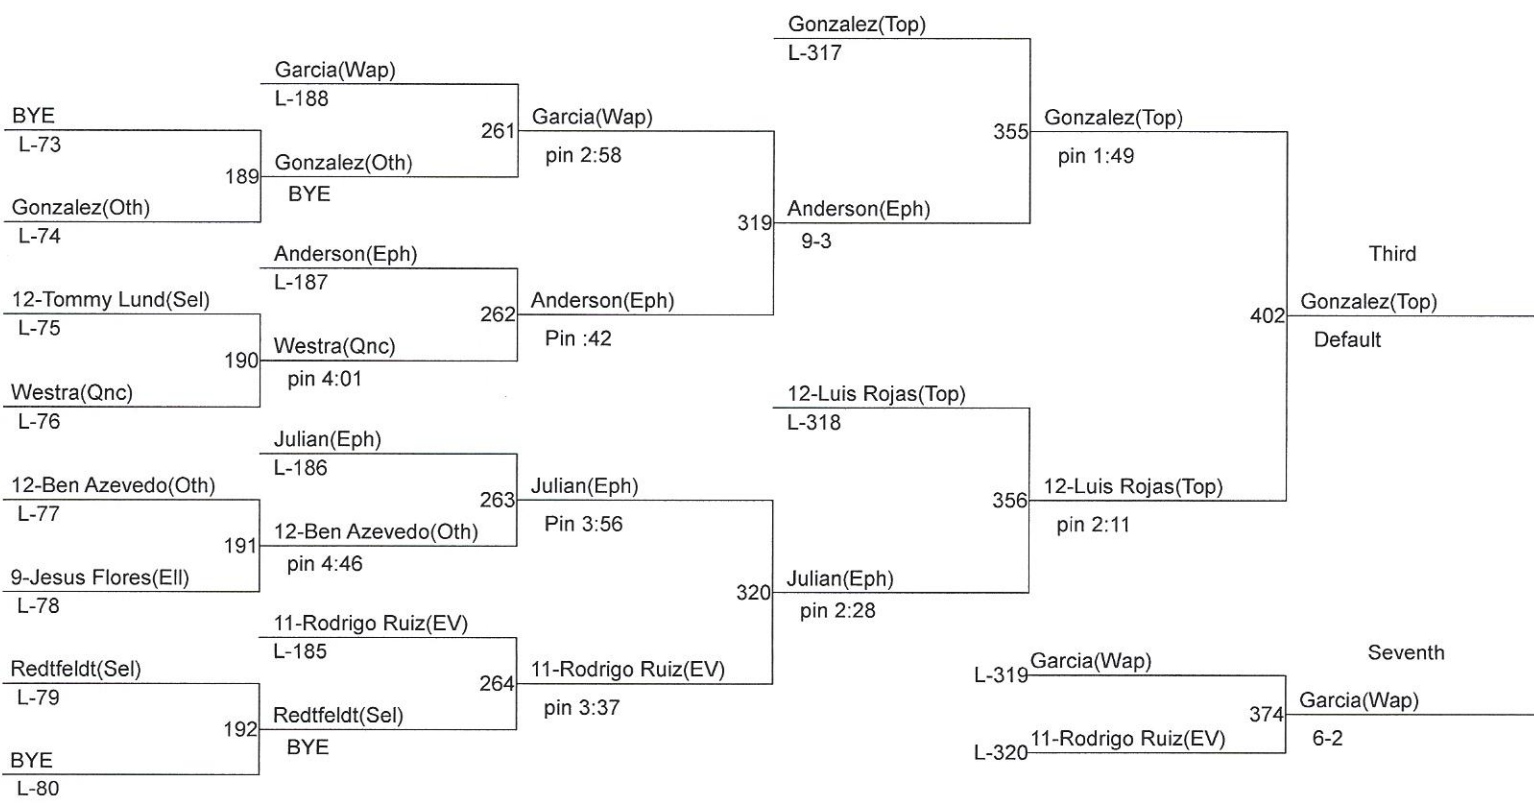 BYE
L-73
189
Gonzalez(Oth)
L-74
12-Tommy Lund(Sel)
L-75
190
Westra(Qnc)
L-76
12-Ben Azevedo(Oth)
L-77
191
9-Jesus Flores(Ell)
L-78
Redtfeldt(Sel)
L-79
192
BYE
L-80
Garcia(Wap)
L-188
261
Gonzalez(Oth)
BYE
Anderson(Eph)
L-187
262
Westra(Qnc)
pin 4:01
Julian(Eph)
L-186
263
12-Ben Azevedo(Oth)
pin 4:46
11-Rodrigo Ruiz(EV)
L-185
264
Redtfeldt(Sel)
BYE
Garcia(Wap)
pin 2:58
319
Anderson(Eph)
Pin :42
Julian(Eph)
Pin 3:56
320
11-Rodrigo Ruiz(EV)
pin 3:37
Gonzalez(Top)
L-317
355
Anderson(Eph)
9-3
12-Luis Rojas(Top)
L-318
356
Julian(Eph)
pin 2:28
Gonzalez(Top)
pin 1:49
402
12-Luis Rojas(Top)
pin 2:11
Third
Gonzalez(Top)
Default
L-319
Garcia(Wap)
374
L-320
11-Rodrigo Ruiz(EV)
Seventh
Garcia(Wap)
6-2